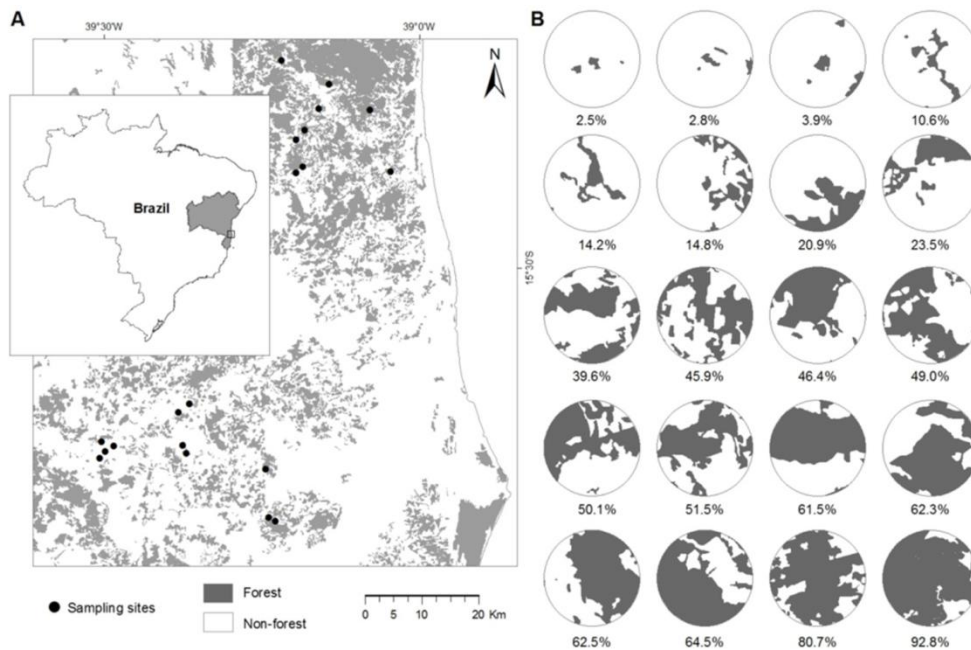 A
39°30'W
39°0'W
N
Brazil
15°30'S
Sampling sites
Forest
Non-forest
0 5 10 20 Km
B
2.5% 2.8% 3.9% 10.6%
14.2% 14.8% 20.9% 23.5%
39.6% 45.9% 46.4% 49.0%
50.1% 51.5% 61.5% 62.3%
62.5% 64.5% 80.7% 92.8%